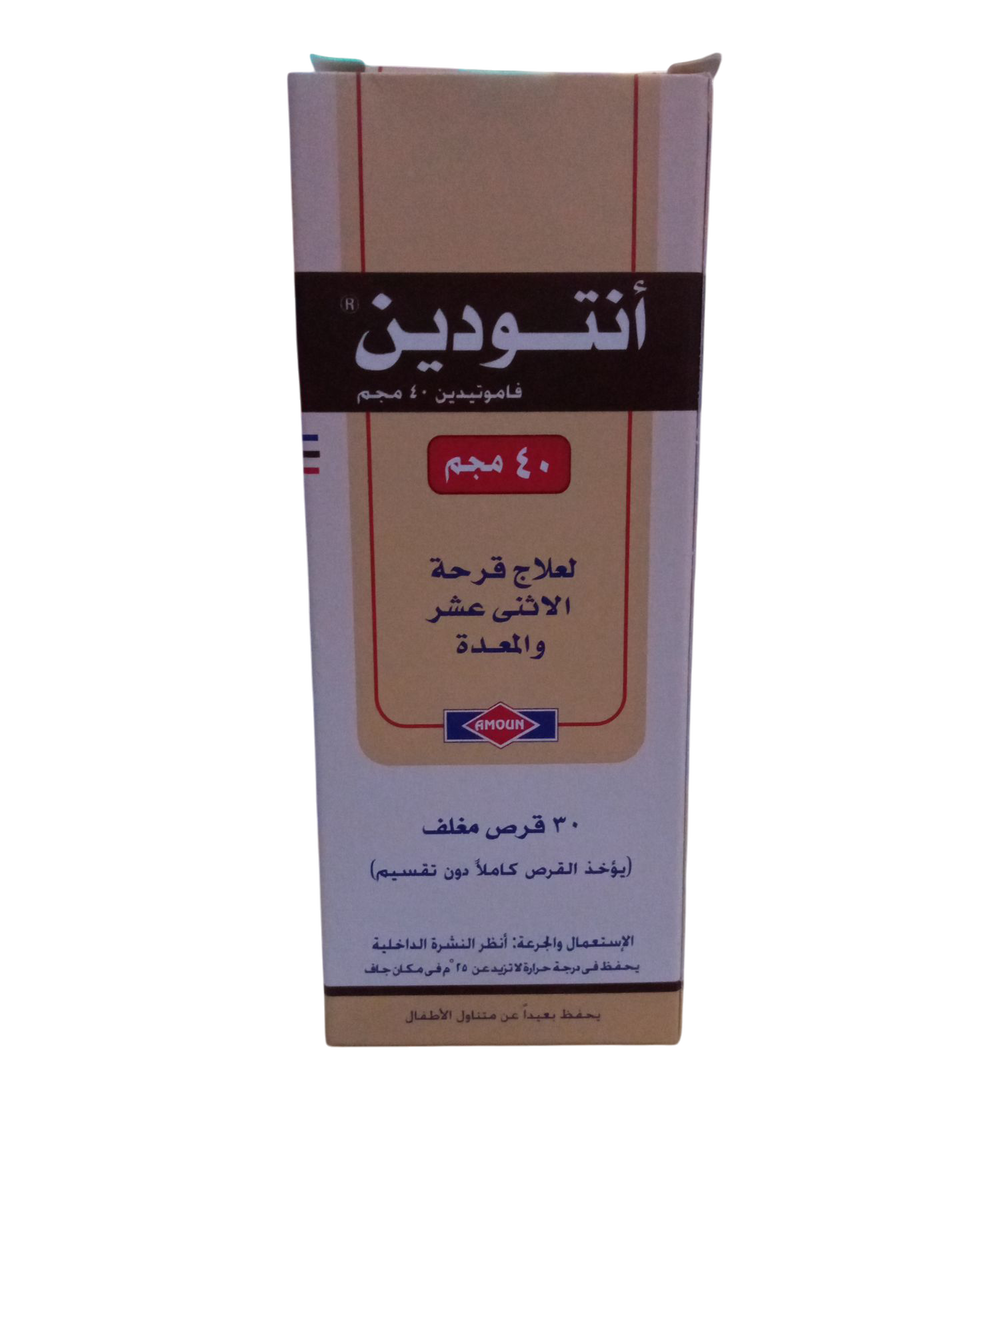 أنتودين ®
فاموتيدين ٤٠ مجم
٤٠ مجم
لعلاج قرحة
الاثنى عشر
والمعدة
AMOUN
٣٠ قرص مغلف
(يؤخذ القرص كاملاً دون تقسيم)
الإستعمال والجرعة: أنظر النشرة الداخلية
يحفظ فى درجة حرارة لا تزيد عن ٢٥°م فى مكان جاف
يحفظ بعيداً عن متناول الأطفال